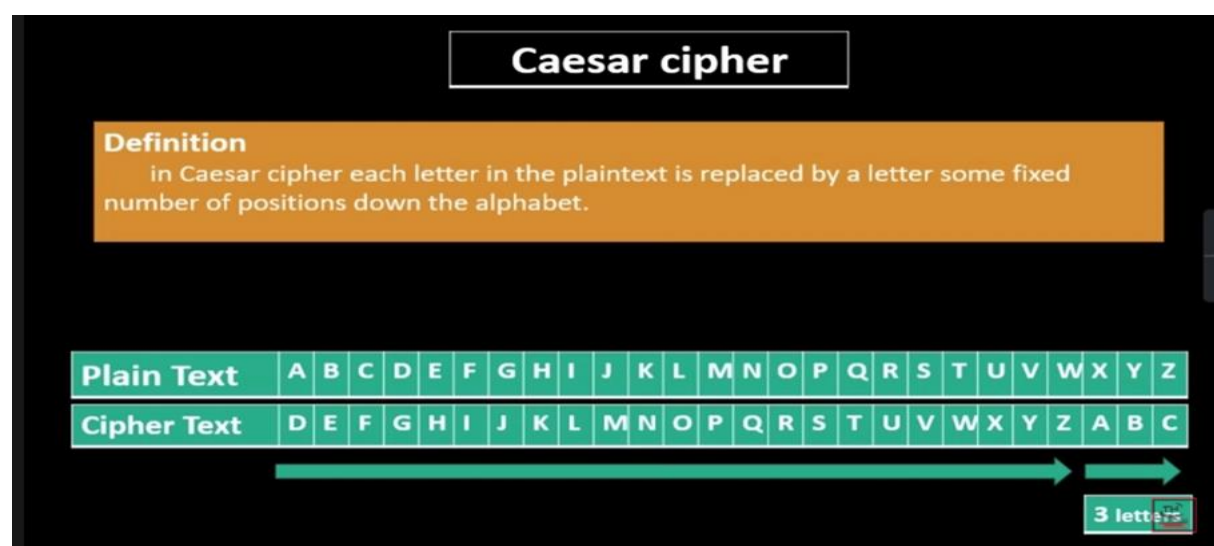 Caesar cipher
Definition
in Caesar cipher each letter in the plaintext is replaced by a letter some fixed
number of positions down the alphabet.
Plain Text A B C D E F G H I J K L M N O P Q R S T U V W X Y Z
Cipher Text D E F G H I J K L M N O P Q R S T U V W X Y Z A B C
3 letters